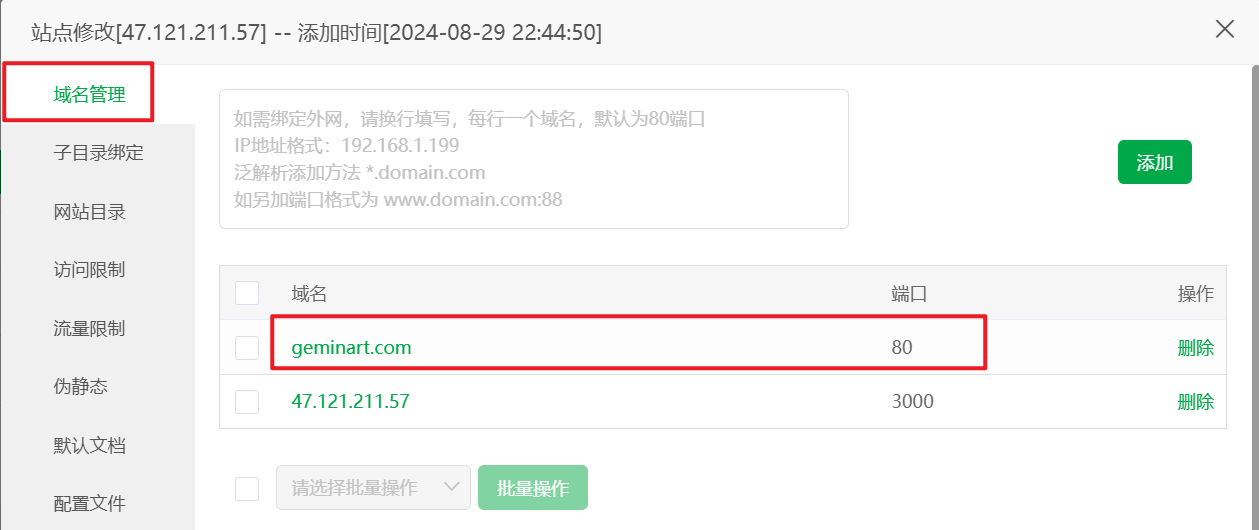 站点修改[47.121.211.57] -- 添加时间[2024-08-29 22:44:50]
域名管理
子目录绑定
网站目录
访问限制
流量限制
伪静态
默认文档
配置文件
如需绑定外网，请换行填写，每行一个域名，默认为80端口
IP地址格式：192.168.1.199
泛解析添加方法 *.domain.com
如另加端口格式为 www.domain.com:88
添加
域名 端口 操作
geminart.com 80 删除
47.121.211.57 3000 删除
请选择批量操作 批量操作